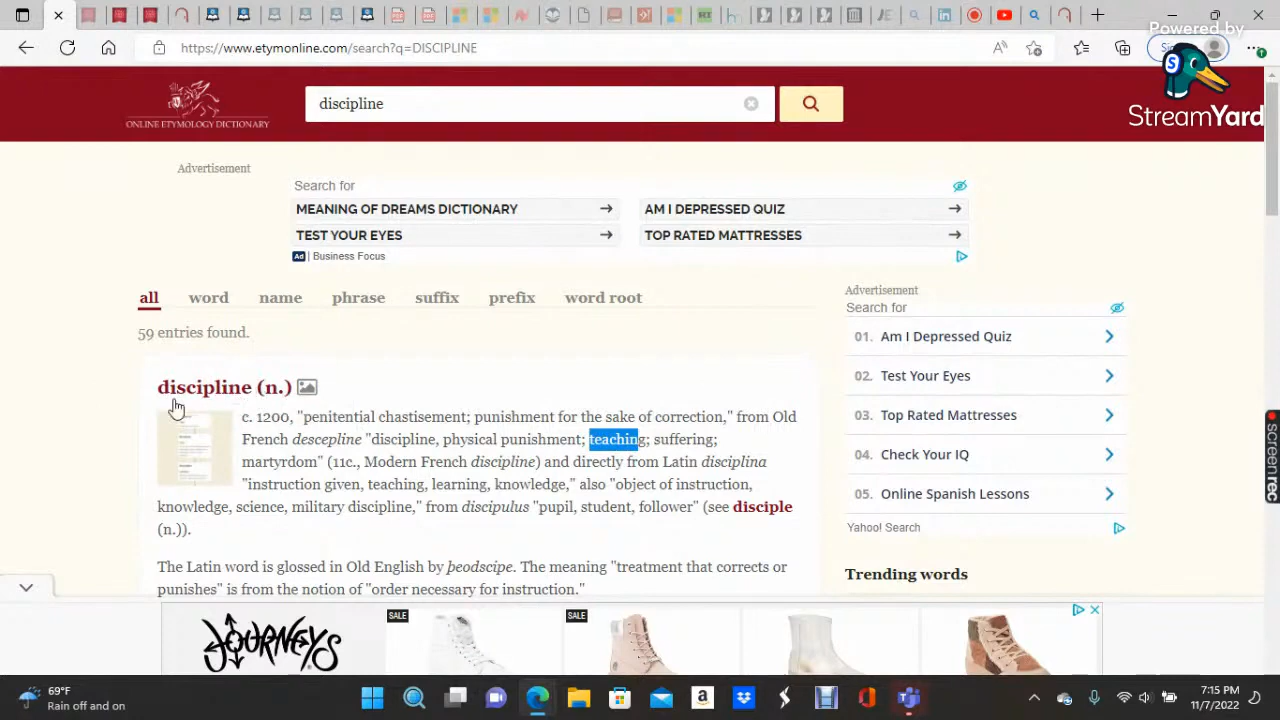 Powered by
https://www.etymonline.com/search?q=DISCIPLINE
StreamYard
ONLINE ETYMOLOGY DICTIONARY
discipline
Advertisement
Search for
MEANING OF DREAMS DICTIONARY
AM I DEPRESSED QUIZ
TEST YOUR EYES
TOP RATED MATTRESSES
Ad | Business Focus
all word name phrase suffix prefix word root
59 entries found.
discipline (n.)
c. 1200, "penitential chastisement; punishment for the sake of correction," from Old
French descepline "discipline, physical punishment; teaching; suffering;
martyrdom" (11c., Modern French discipline) and directly from Latin disciplina
"instruction given, teaching, learning, knowledge," also "object of instruction,
knowledge, science, military discipline," from discipulus "pupil, student, follower" (see disciple
(n.)).
The Latin word is glossed in Old English by þeodscipe. The meaning "treatment that corrects or
punishes" is from the notion of "order necessary for instruction."
Advertisement
Search for
01. Am I Depressed Quiz
02. Test Your Eyes
03. Top Rated Mattresses
04. Check Your IQ
05. Online Spanish Lessons
Yahoo! Search
Trending words
screenrec
JOURNEYS
SALE
SALE
69°F
Rain off and on
7:15 PM
11/7/2022